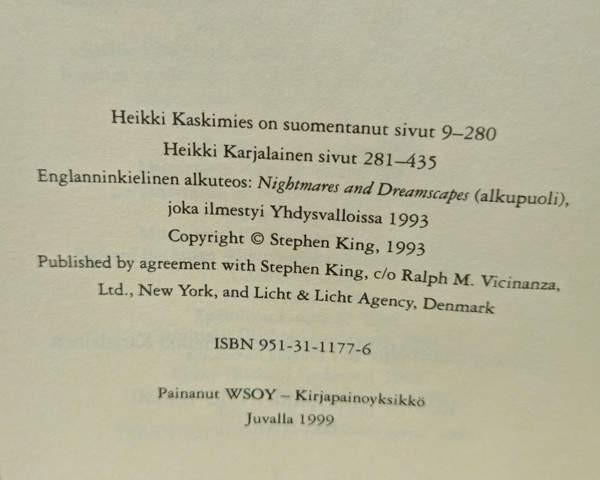 Heikki Kaskimies on suomentanut sivut 9–280
Heikki Karjalainen sivut 281–435
Englanninkielinen alkuteos: Nightmares and Dreamscapes (alkupuoli),
joka ilmestyi Yhdysvalloissa 1993
Copyright © Stephen King, 1993
Published by agreement with Stephen King, c/o Ralph M. Vicinanza,
Ltd., New York, and Licht & Licht Agency, Denmark
ISBN 951-31-1177-6
Painanut WSOY – Kirjapainoyksikkö
Juvalla 1999